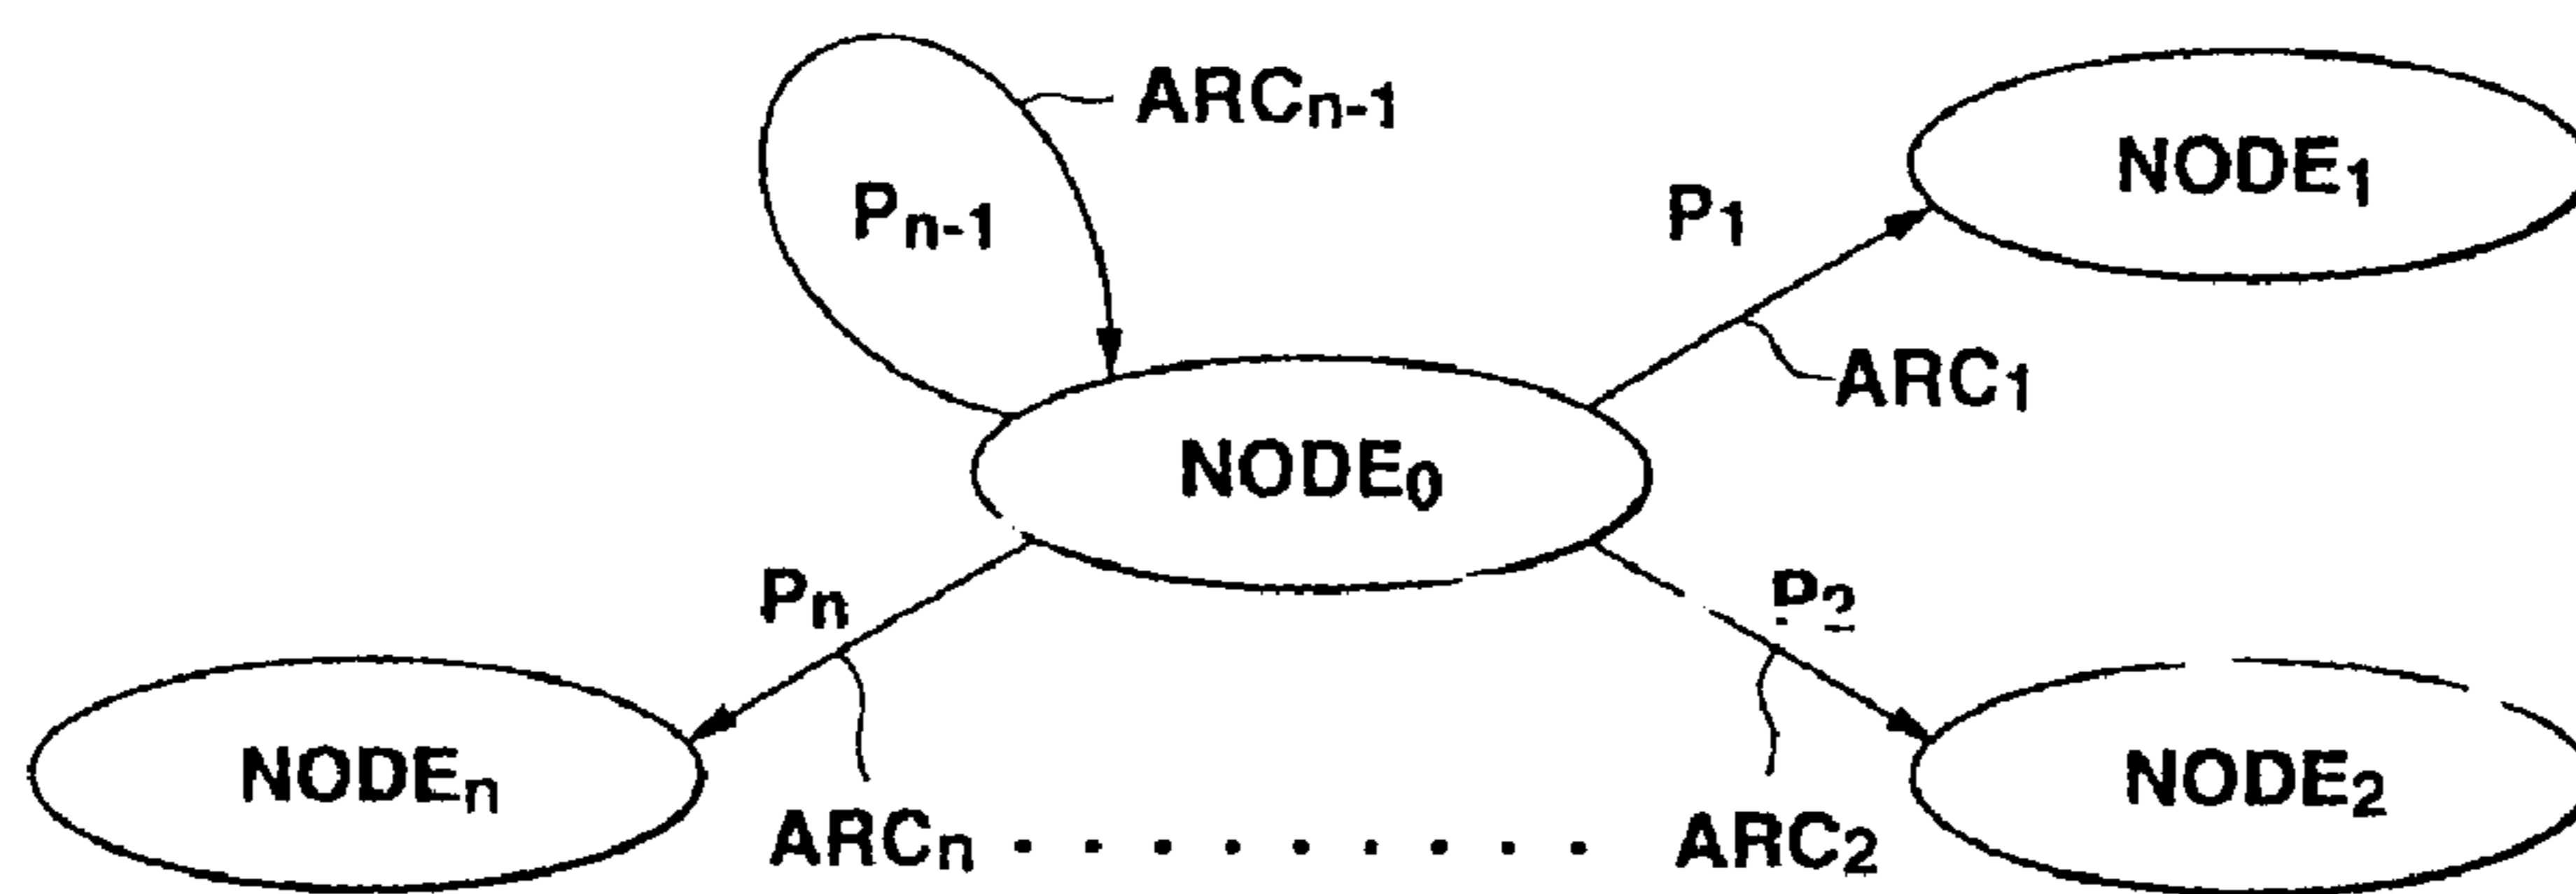 ARCn-1
NODE1
Pn-1
P1
ARC1
NODE0
Pn
P2
NODEn
NODE2
ARCn . . . . . . . . . ARC2